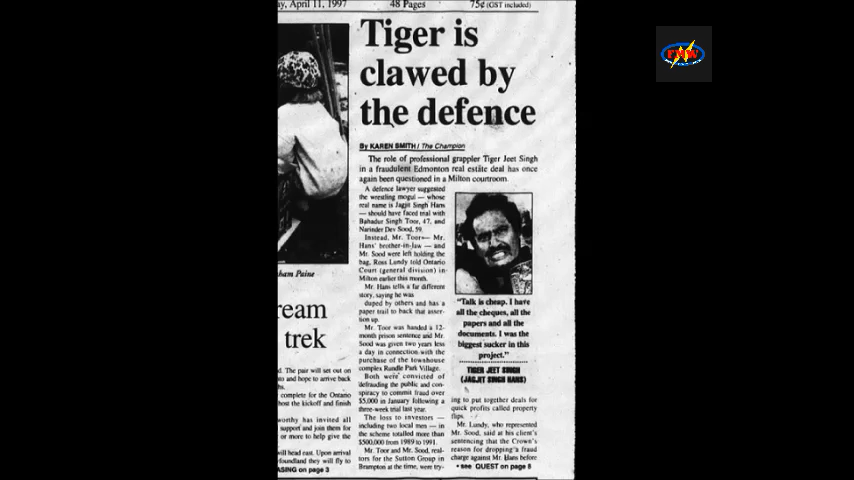 ay, April 11, 1997
48 Pages
75¢ (GST included)
FNW
Tiger is
clawed by
the defence
By KAREN SMITH / The Champion
The role of professional grappler Tiger Jeet Singh
in a fraudulent Edmonton real estate deal has once
again been questioned in a Milton courtroom.
A defence lawyer suggested
the wrestling mogul — whose
real name is Jagjit Singh Hans
— should have faced trial with
Bahadur Singh Toor, 47, and
Narinder Dev Sood, 59.
Instead, Mr. Toor — Mr.
Hans' brother-in-law — and
Mr. Sood were left holding the
bag, Ross Lundy told Ontario
Court (general division) in
Milton earlier this month.
Mr. Hans tells a far different
story, saying he was
duped by others and has a
paper trail to back that asser-
tion up.
Mr. Toor was handed a 12-
month prison sentence and Mr.
Sood was given two years less
a day in connection with the
purchase of the townhouse
complex Rundle Park Village.
Both were convicted of
defrauding the public and con-
spiracy to commit fraud over
$5,000 in January following a
three-week trial last year.
The loss to investors —
including two local men — in
the scheme totalled more than
$500,000 from 1989 to 1991.
Mr. Toor and Mr. Sood, real-
tors for the Sutton Group in
Brampton at the time, were try-
"Talk is cheap. I have
all the cheques, all the
papers and all the
documents. I was the
biggest sucker in this
project."
TIGER JEET SINGH
(JAGJIT SINGH HANS)
ing to put together deals for
quick profits called property
flips.
Mr. Lundy, who represented
Mr. Sood, said at his client's
sentencing that the Crown's
reason for dropping a fraud
charge against Mr. Hans before
• see QUEST on page 8
ham Paine
ream
trek
d. The pair will set out on
to and hope to arrive back
complete for the Ontario
host the kickoff and finish
worthy has invited all
support and join them for
or more to help give the
will head east. Upon arrival
foundland they will fly to
ASING on page 3